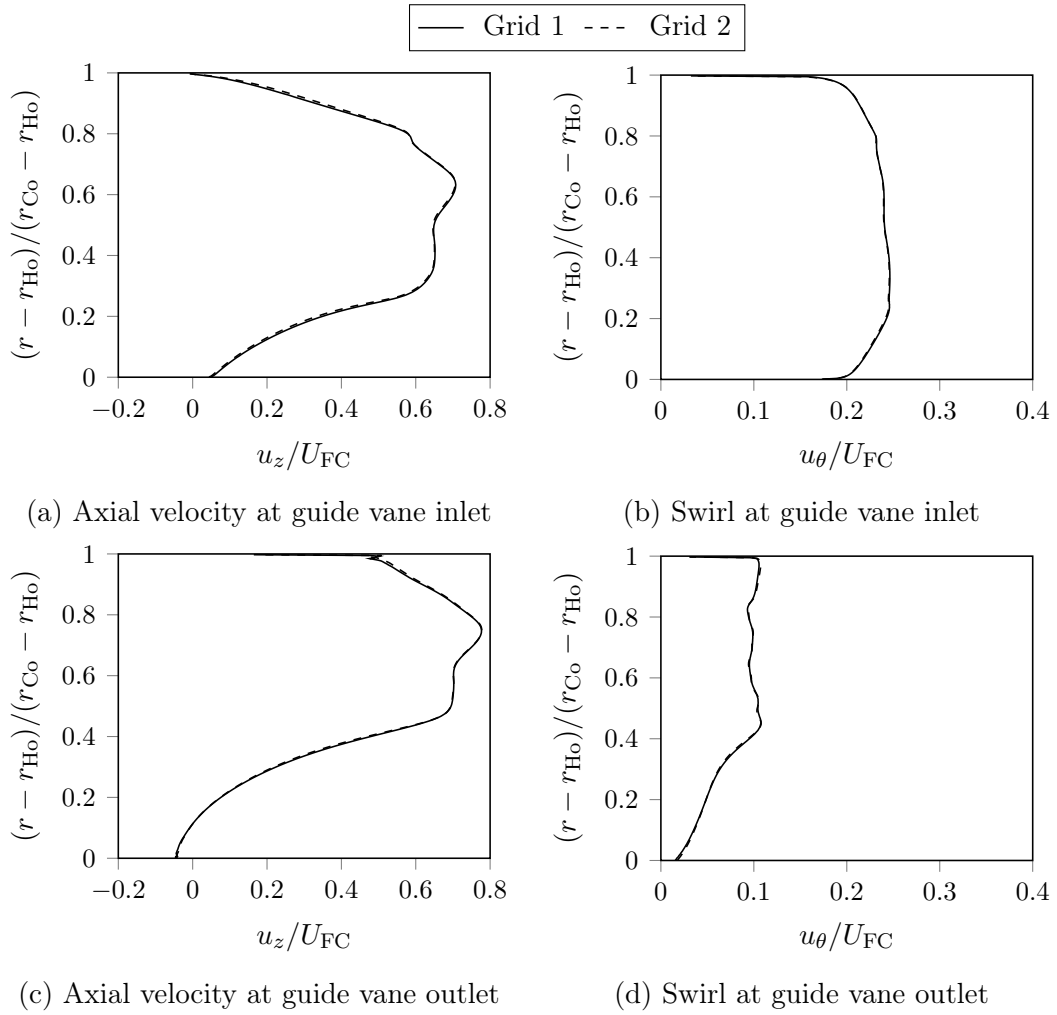 Grid 1 Grid 2
1
0.8
0.6
0.4
0.2
0
(r − r_Ho)/(r_Co − r_Ho)
−0.2 0 0.2 0.4 0.6 0.8
u_z/U_FC
(a) Axial velocity at guide vane inlet
1
0.8
0.6
0.4
0.2
0
(r − r_Ho)/(r_Co − r_Ho)
0 0.1 0.2 0.3 0.4
u_θ/U_FC
(b) Swirl at guide vane inlet
1
0.8
0.6
0.4
0.2
0
(r − r_Ho)/(r_Co − r_Ho)
−0.2 0 0.2 0.4 0.6 0.8
u_z/U_FC
(c) Axial velocity at guide vane outlet
1
0.8
0.6
0.4
0.2
0
(r − r_Ho)/(r_Co − r_Ho)
0 0.1 0.2 0.3 0.4
u_θ/U_FC
(d) Swirl at guide vane outlet